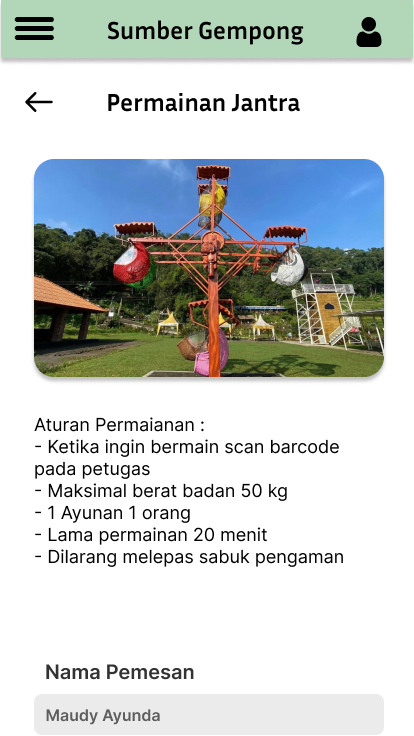 Sumber Gempong
Permainan Jantra
Aturan Permaianan :
- Ketika ingin bermain scan barcode
pada petugas
- Maksimal berat badan 50 kg
- 1 Ayunan 1 orang
- Lama permainan 20 menit
- Dilarang melepas sabuk pengaman
Nama Pemesan
Maudy Ayunda